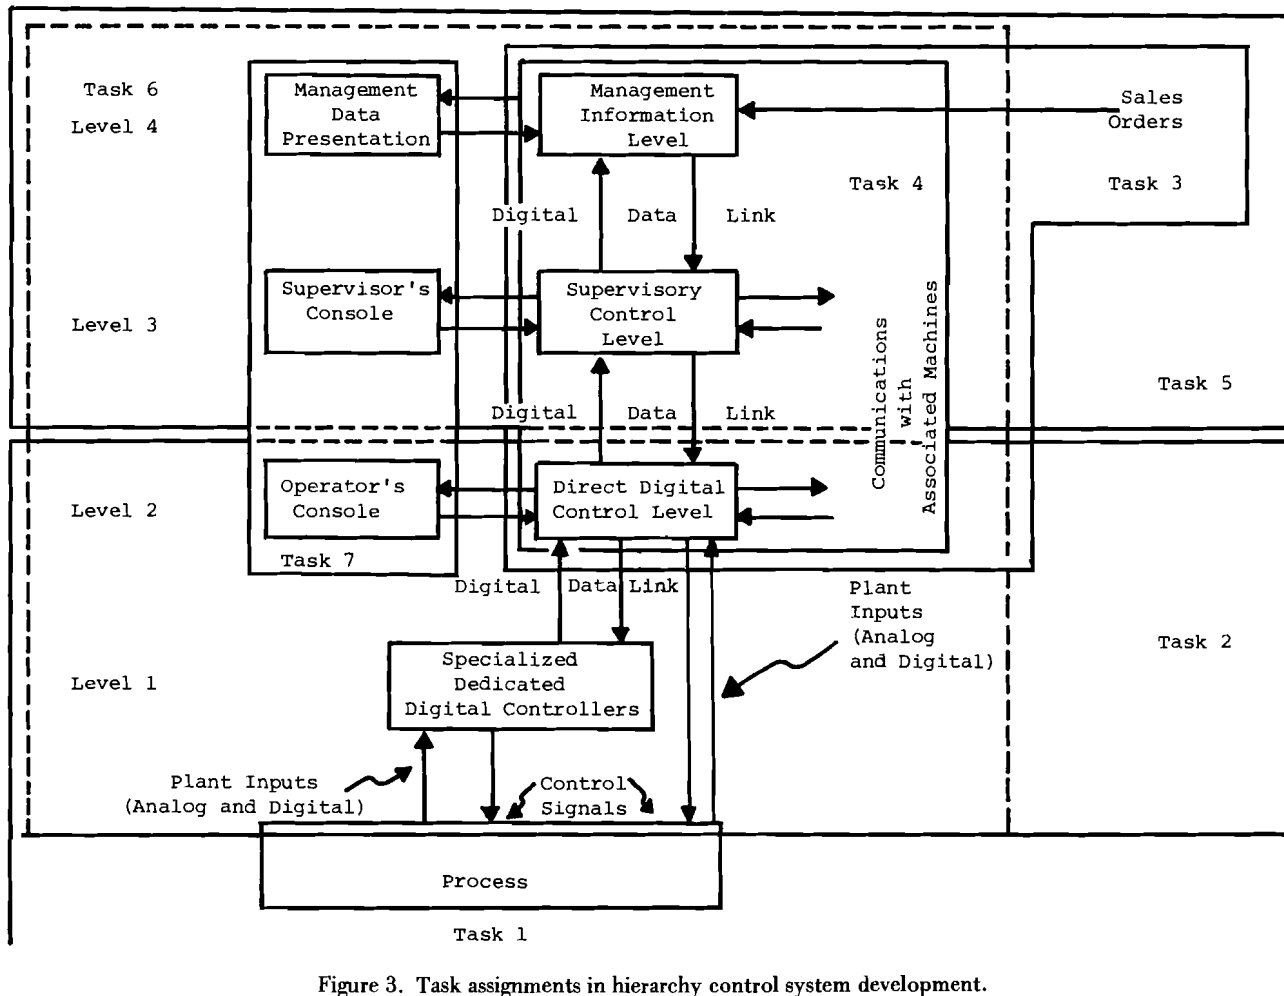 Task 6
Level 4
Management
Data
Presentation
Management
Information
Level
Sales
Orders
Task 4
Task 3
Digital Data Link
Level 3
Supervisor's
Console
Supervisory
Control
Level
Communications
with
Associated Machines
Task 5
Digital Data Link
Level 2
Operator's
Console
Direct Digital
Control Level
Task 7
Digital Data Link
Plant
Inputs
(Analog
and Digital)
Task 2
Level 1
Specialized
Dedicated
Digital Controllers
Plant Inputs
(Analog and Digital)
Control
Signals
Process
Task 1
Figure 3. Task assignments in hierarchy control system development.